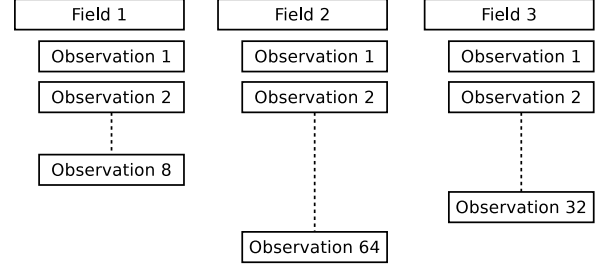 Field 1
Observation 1
Observation 2
Observation 8
Field 2
Observation 1
Observation 2
Observation 64
Field 3
Observation 1
Observation 2
Observation 32